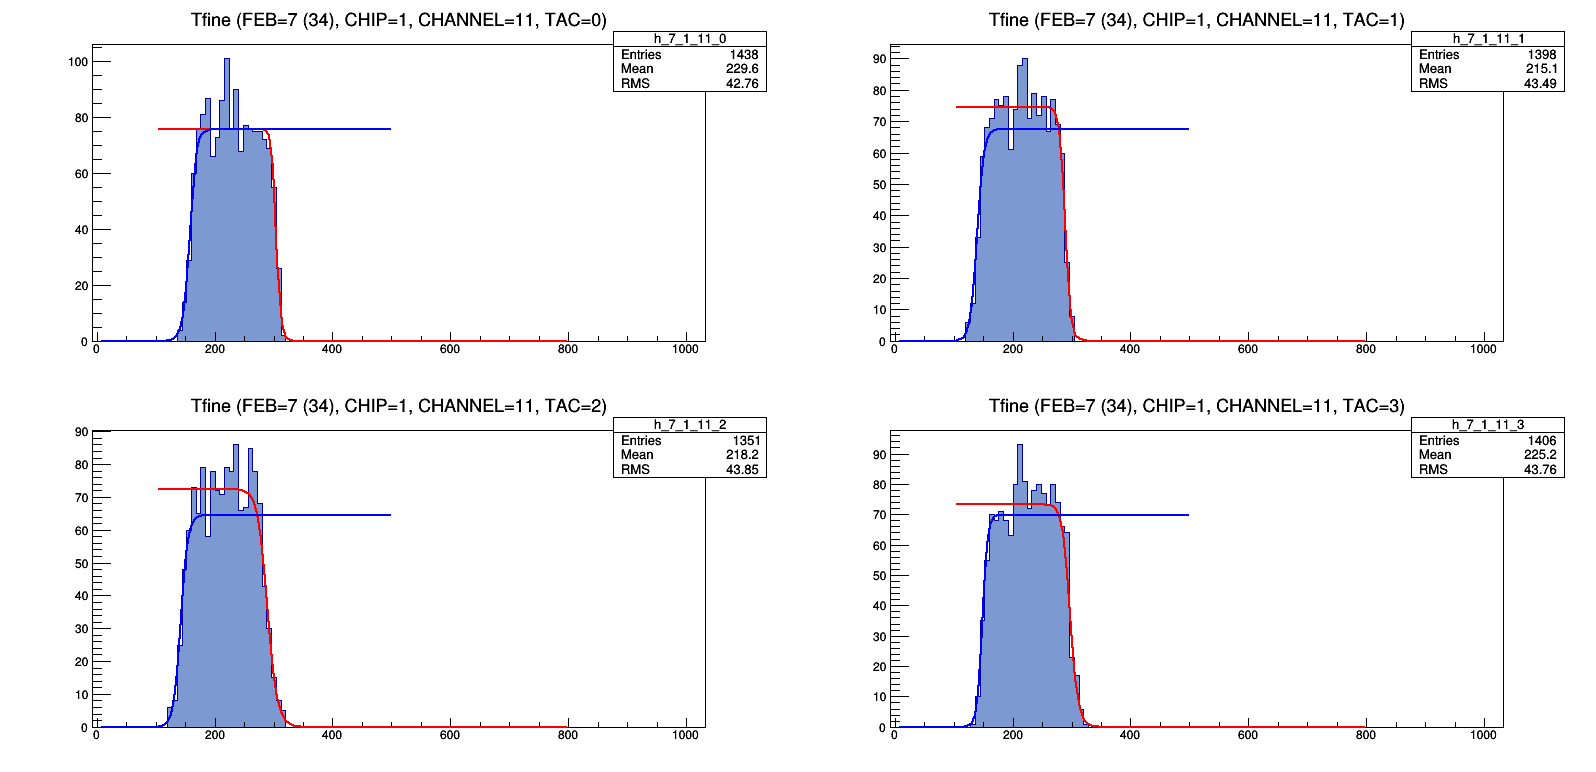 Tfine (FEB=7 (34), CHIP=1, CHANNEL=11, TAC=0)
h_7_1_11_0
Entries 1438
Mean 229.6
RMS 42.76
100
80
60
40
20
0
0 200 400 600 800 1000
Tfine (FEB=7 (34), CHIP=1, CHANNEL=11, TAC=1)
h_7_1_11_1
Entries 1398
Mean 215.1
RMS 43.49
90
80
70
60
50
40
30
20
10
0
0 200 400 600 800 1000
Tfine (FEB=7 (34), CHIP=1, CHANNEL=11, TAC=2)
h_7_1_11_2
Entries 1351
Mean 218.2
RMS 43.85
90
80
70
60
50
40
30
20
10
0
0 200 400 600 800 1000
Tfine (FEB=7 (34), CHIP=1, CHANNEL=11, TAC=3)
h_7_1_11_3
Entries 1406
Mean 225.2
RMS 43.76
90
80
70
60
50
40
30
20
10
0
0 200 400 600 800 1000